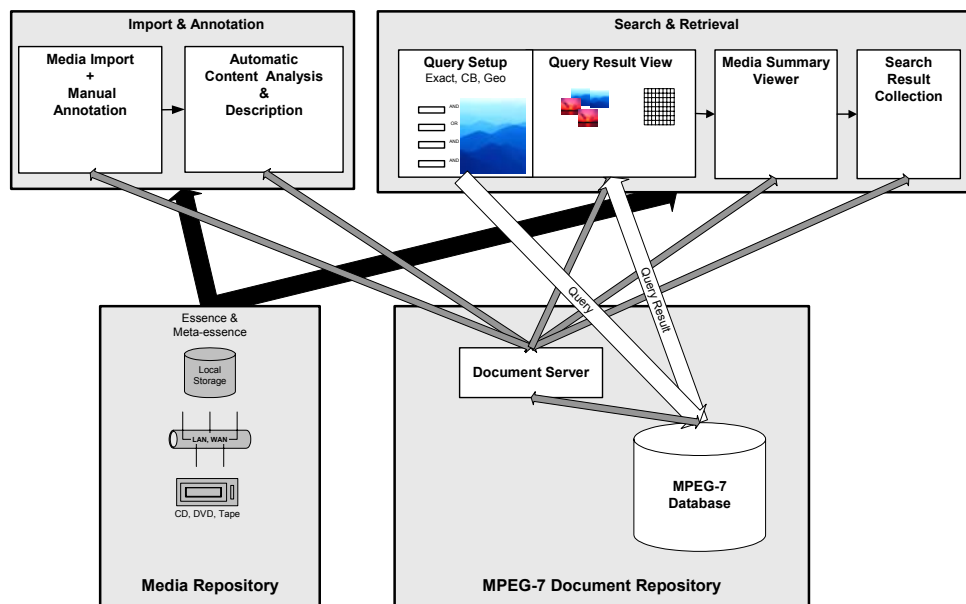 Import & Annotation
Media Import
+
Manual
Annotation
Automatic
Content Analysis
&
Description
Search & Retrieval
Query Setup
Exact, CB, Geo
AND
OR
AND
AND
Query Result View
Media Summary
Viewer
Search
Result
Collection
Query
Query Result
Essence &
Meta-essence
Local
Storage
LAN, WAN
CD, DVD, Tape
Media Repository
Document Server
MPEG-7
Database
MPEG-7 Document Repository